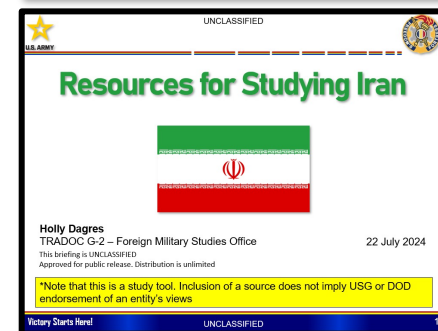 UNCLASSIFIED
U.S. ARMY
Resources for Studying Iran
Holly Dagres
TRADOC G-2 – Foreign Military Studies Office
22 July 2024
This briefing is UNCLASSIFIED
Approved for public release. Distribution is unlimited
*Note that this is a study tool. Inclusion of a source does not imply USG or DOD
endorsement of an entity's views
Victory Starts Here!
UNCLASSIFIED
1